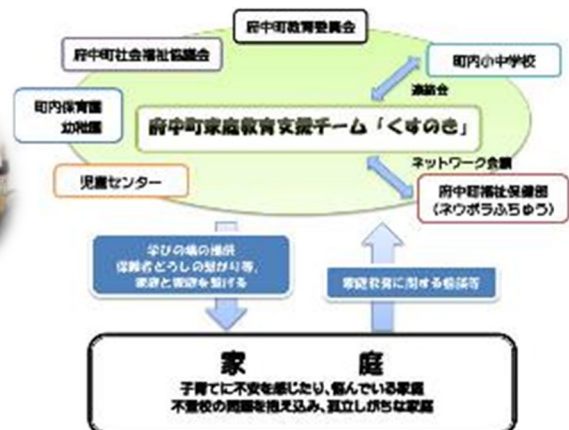 府中町教育委員会
府中町社会福祉協議会
町内小中学校
連絡会
町内保育園
幼稚園
府中町家庭教育支援チーム「くすのき」
ネットワーク会議
児童センター
府中町福祉保健部
(ネウボラふちゅう)
学びの場の提供
保護者どうしの繋がり等、
家庭と家庭を繋げる
家庭教育に関する相談等
家 庭
子育てに不安を感じたり、悩んでいる家庭
不登校の問題を抱え込み、孤立しがちな家庭